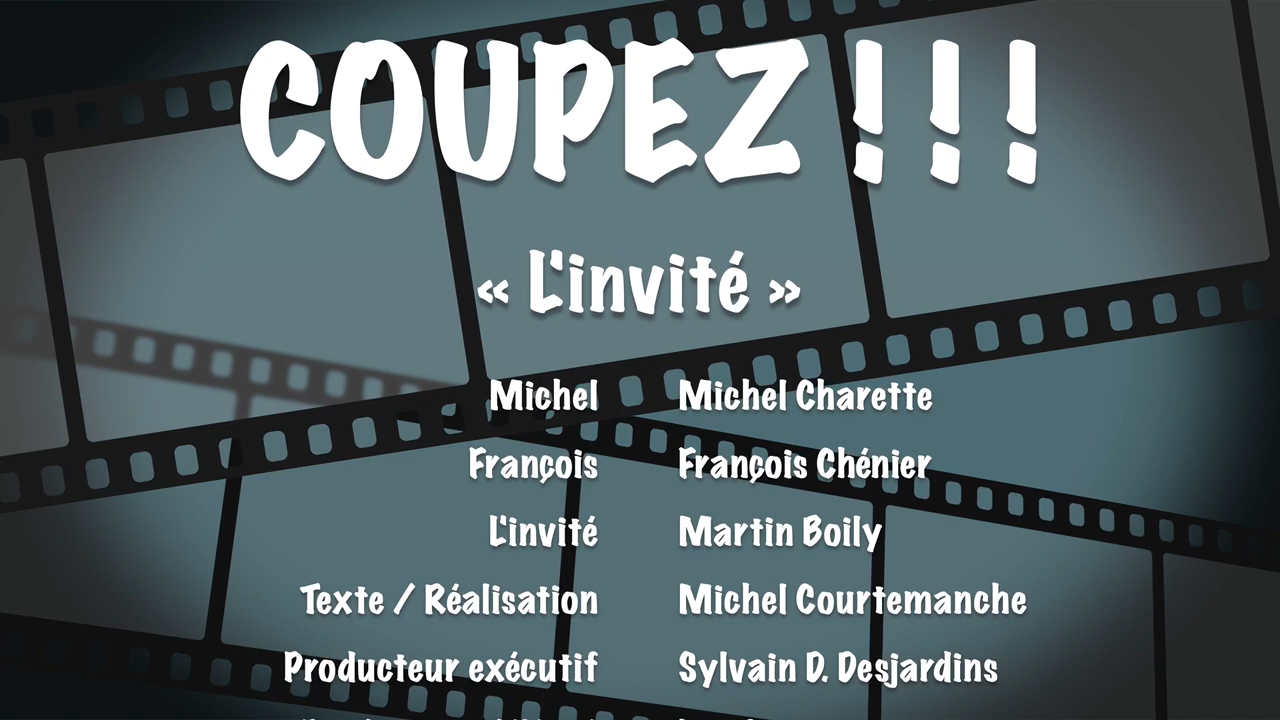 COUPEZ ! ! !
« L'invité »
Michel Michel Charette
François François Chénier
L'invité Martin Boily
Texte / Réalisation Michel Courtemanche
Producteur exécutif Sylvain D. Desjardins